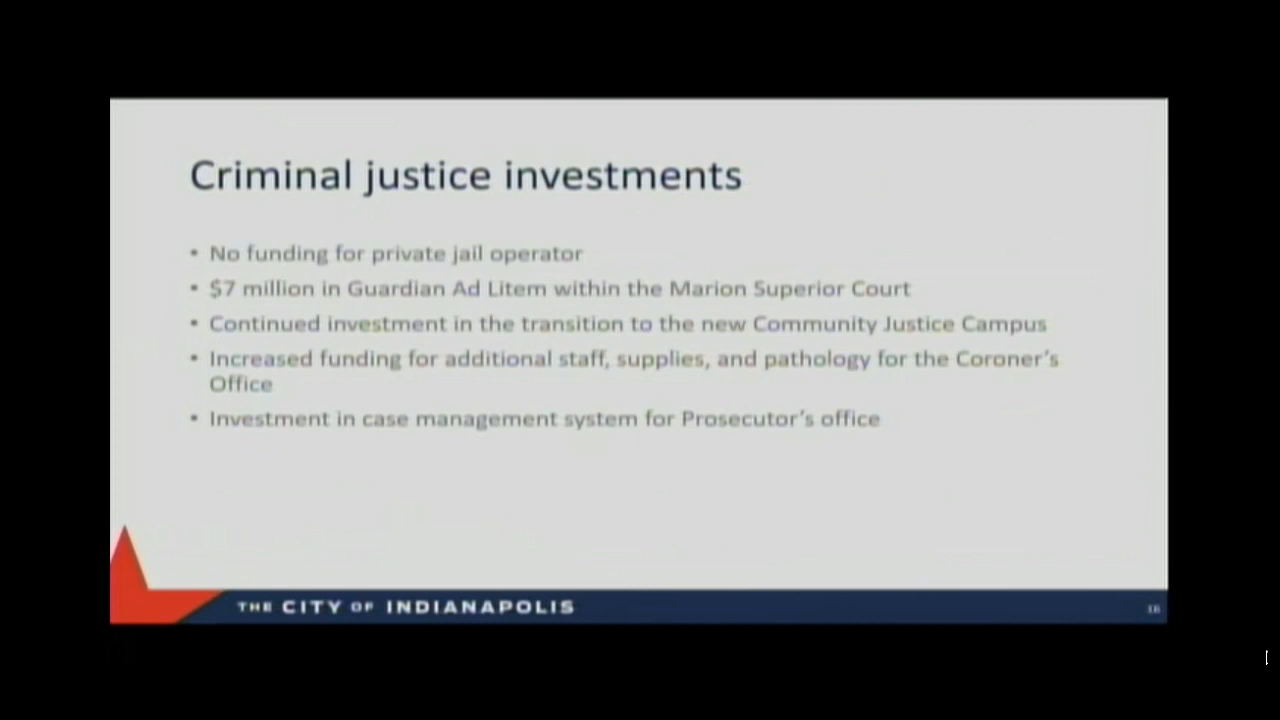 Criminal justice investments
• No funding for private jail operator
• $7 million in Guardian Ad Litem within the Marion Superior Court
• Continued investment in the transition to the new Community Justice Campus
• Increased funding for additional staff, supplies, and pathology for the Coroner's
Office
• Investment in case management system for Prosecutor's office
THE CITY OF INDIANAPOLIS